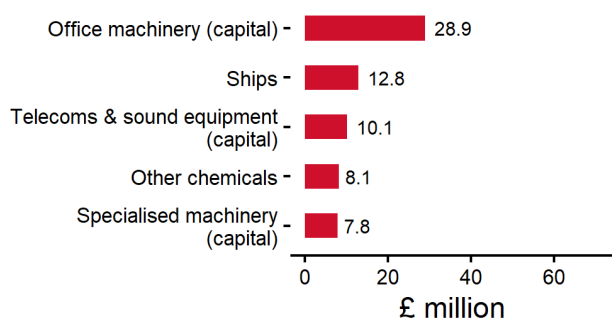 Office machinery (capital) 28.9
Ships 12.8
Telecoms & sound equipment
(capital) 10.1
Other chemicals 8.1
Specialised machinery
(capital) 7.8
0 20 40 60
£ million